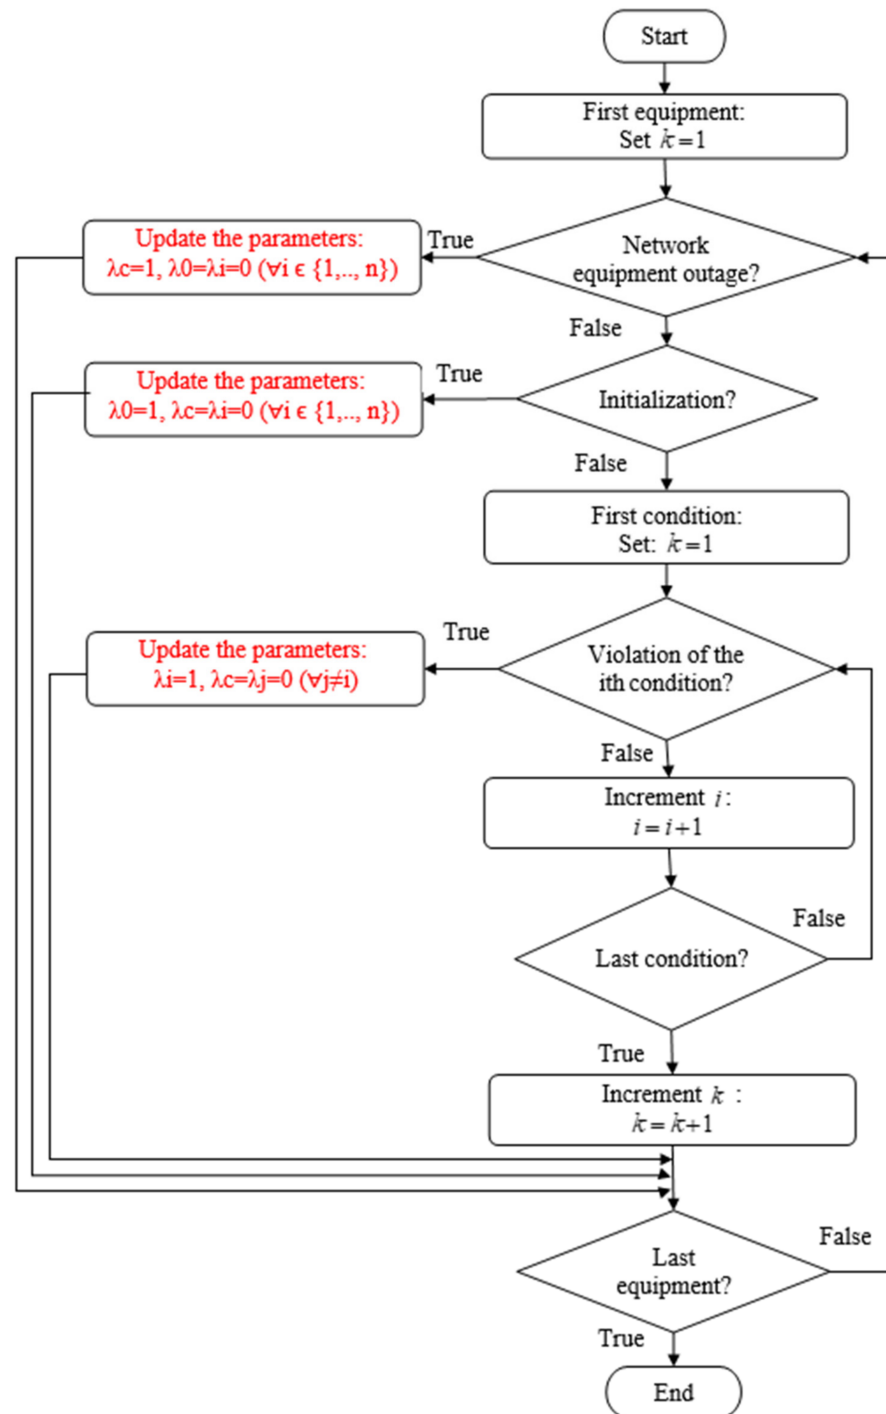 Start
First equipment:
Set k=1
Network
equipment outage?
True
Update the parameters:
λc=1, λ0=λi=0 (∀i ϵ {1,.., n})
False
Initialization?
True
Update the parameters:
λ0=1, λc=λi=0 (∀i ϵ {1,.., n})
False
First condition:
Set: k=1
Violation of the
ith condition?
True
Update the parameters:
λi=1, λc=λj=0 (∀j≠i)
False
Increment i:
i=i+1
Last condition?
False
True
Increment k :
k=k+1
Last
equipment?
False
True
End